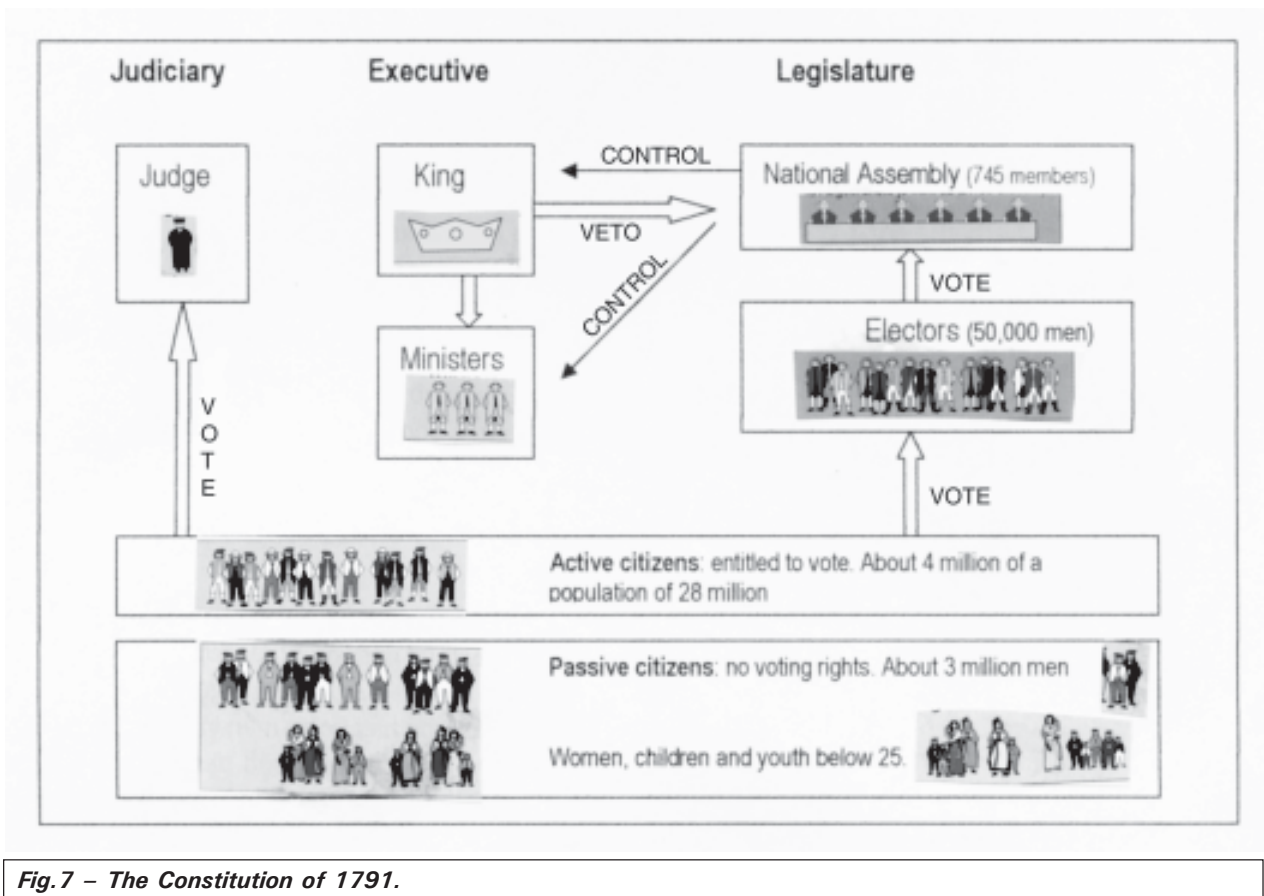 Judiciary Executive Legislature
Judge
King
CONTROL
National Assembly (745 members)
VETO
CONTROL
VOTE
Ministers
Electors (50,000 men)
VOTE
VOTE
Active citizens: entitled to vote. About 4 million of a
population of 28 million
Passive citizens: no voting rights. About 3 million men
Women, children and youth below 25.
Fig.7 – The Constitution of 1791.